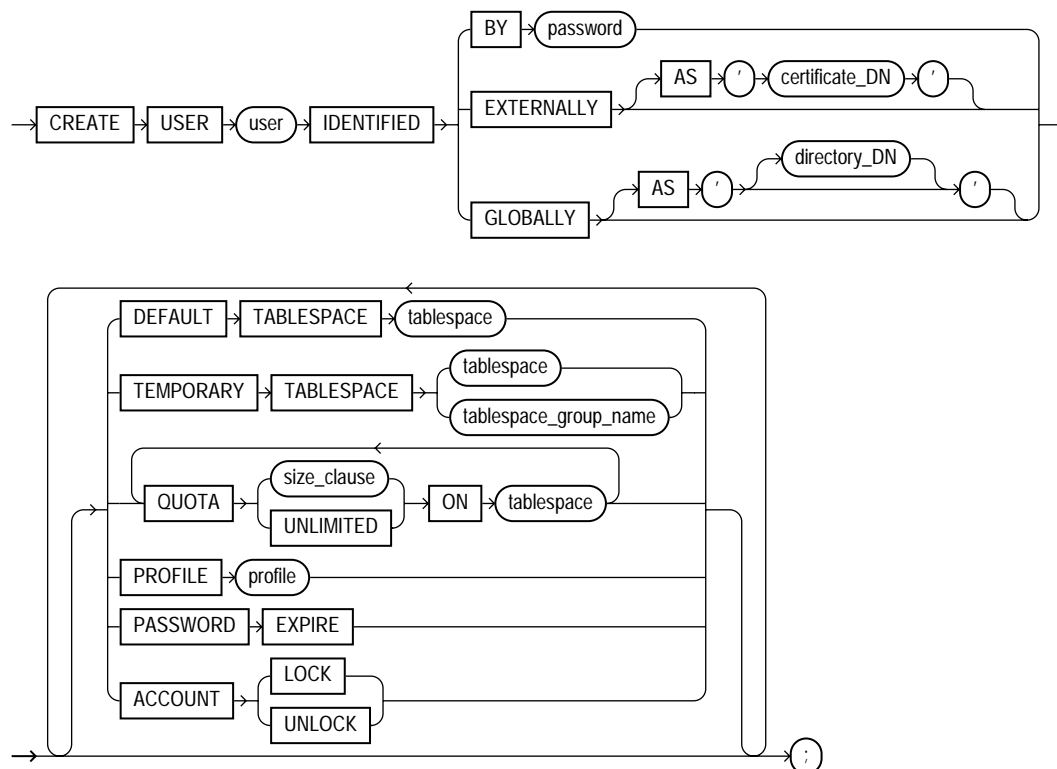 BY password
AS ' certificate_DN '
CREATE USER user IDENTIFIED EXTERNALLY
directory_DN
AS ' '
GLOBALLY
DEFAULT TABLESPACE tablespace
TEMPORARY TABLESPACE tablespace
tablespace_group_name
QUOTA size_clause ON tablespace
UNLIMITED
PROFILE profile
PASSWORD EXPIRE
ACCOUNT LOCK
UNLOCK
;